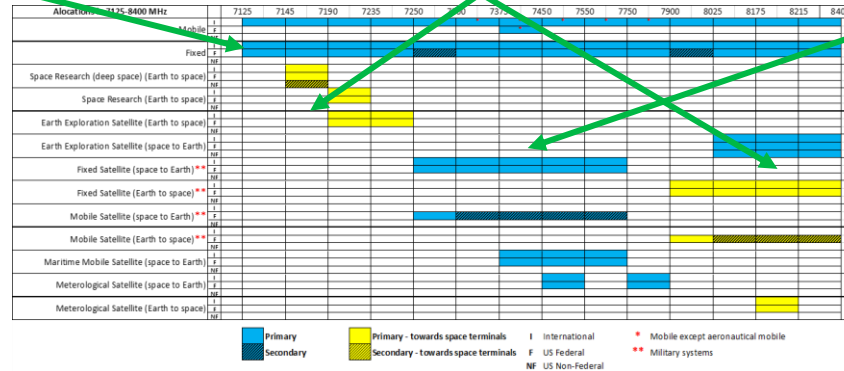 Alocations 7125-8400 MHz 7125 7145 7190 7235 7250 7300 7375 7450 7550 7750 7900 8025 8175 8215 840
Mobile I F NF
Fixed I F NF
Space Research (deep space) (Earth to space) I F NF
Space Research (Earth to space) I F NF
Earth Exploration Satellite (Earth to space) I F NF
Earth Exploration Satellite (space to Earth) I F NF
Fixed Satellite (space to Earth)** I F NF
Fixed Satellite (Earth to space)** I F NF
Mobile Satellite (space to Earth)** I F NF
Mobile Satellite (Earth to space)** I F NF
Maritime Mobile Satellite (space to Earth) I F NF
Meterological Satellite (space to Earth) I F NF
Meterological Satellite (Earth to space) I F NF
Primary Primary - towards space terminals I International * Mobile except aeronautical mobile
Secondary Secondary - towards space terminals F US Federal ** Military systems
NF US Non-Federal